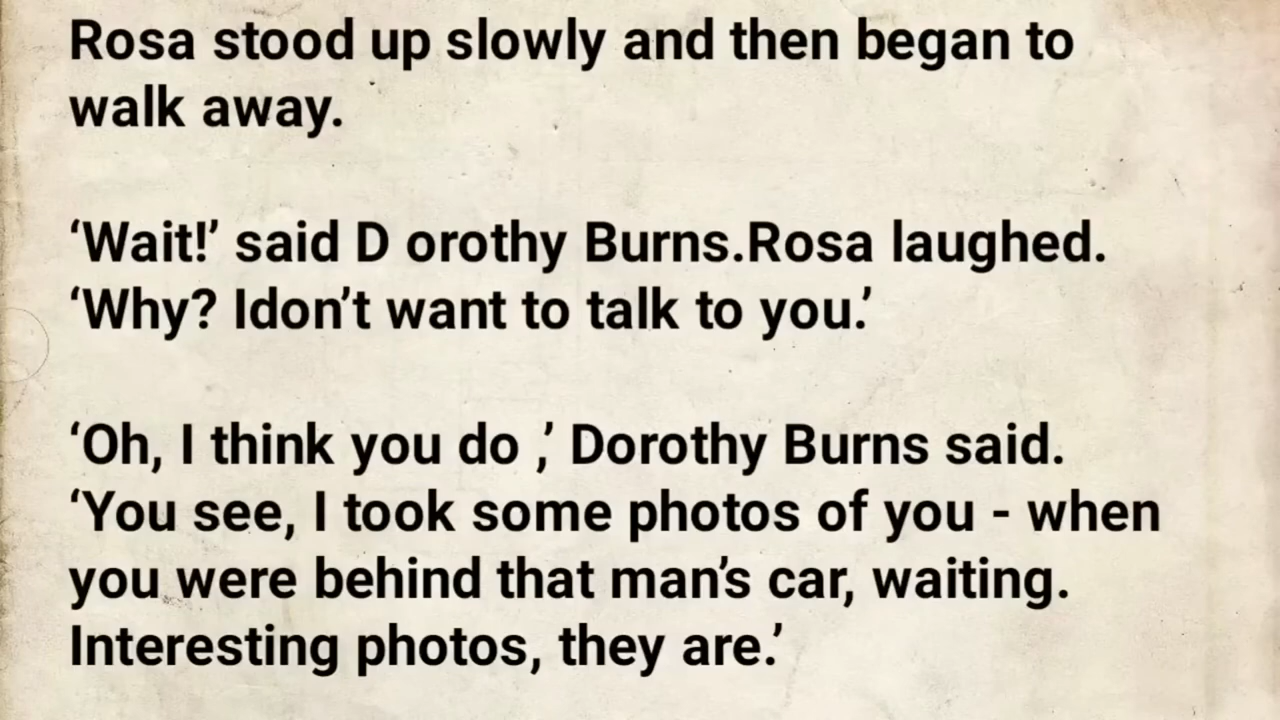 Rosa stood up slowly and then began to
walk away.
‘Wait!’ said D orothy Burns.Rosa laughed.
‘Why? Idon’t want to talk to you.’
‘Oh, I think you do ,’ Dorothy Burns said.
‘You see, I took some photos of you - when
you were behind that man’s car, waiting.
Interesting photos, they are.’